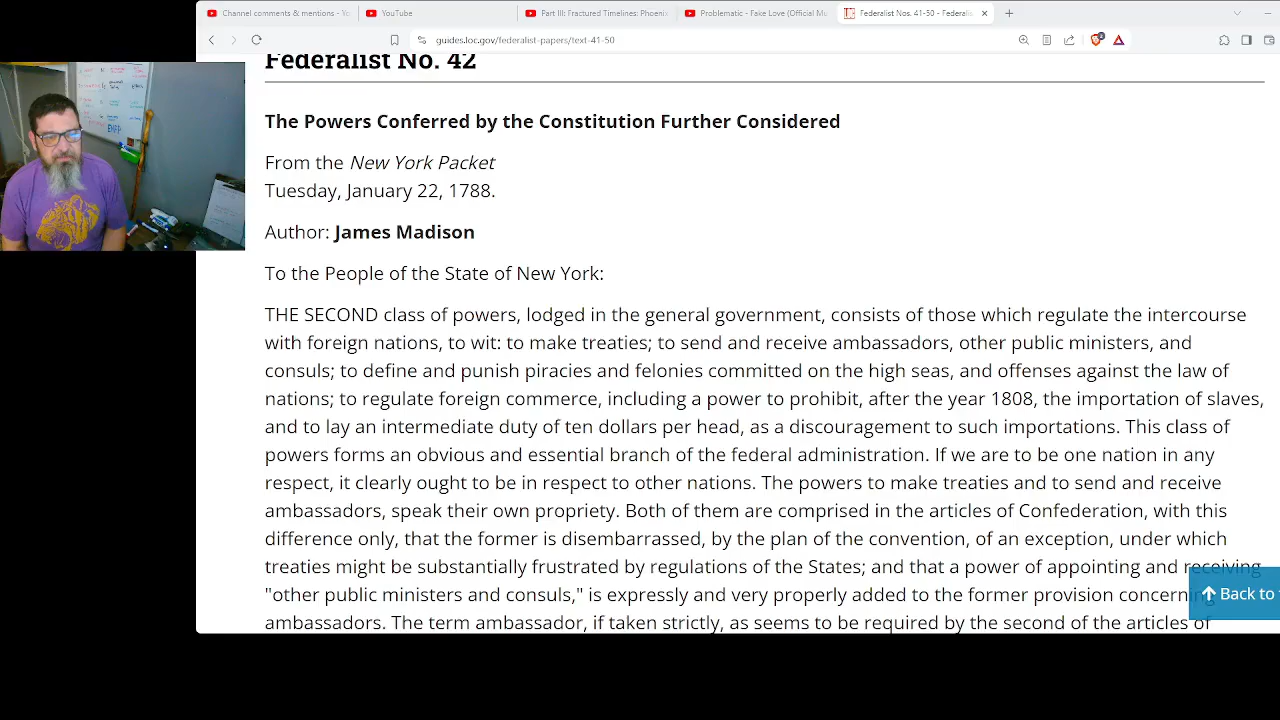 Channel comments & mentions - Yo
YouTube
Part III: Fractured Timelines: Phoenix
Problematic - Fake Love (Official Mu
Federalist Nos. 41-50 - Federalis
guides.loc.gov/federalist-papers/text-41-50
Federalist No. 42
The Powers Conferred by the Constitution Further Considered
From the New York Packet
Tuesday, January 22, 1788.
Author: James Madison
To the People of the State of New York:
THE SECOND class of powers, lodged in the general government, consists of those which regulate the intercourse
with foreign nations, to wit: to make treaties; to send and receive ambassadors, other public ministers, and
consuls; to define and punish piracies and felonies committed on the high seas, and offenses against the law of
nations; to regulate foreign commerce, including a power to prohibit, after the year 1808, the importation of slaves,
and to lay an intermediate duty of ten dollars per head, as a discouragement to such importations. This class of
powers forms an obvious and essential branch of the federal administration. If we are to be one nation in any
respect, it clearly ought to be in respect to other nations. The powers to make treaties and to send and receive
ambassadors, speak their own propriety. Both of them are comprised in the articles of Confederation, with this
difference only, that the former is disembarrassed, by the plan of the convention, of an exception, under which
treaties might be substantially frustrated by regulations of the States; and that a power of appointing and receiving
"other public ministers and consuls," is expressly and very properly added to the former provision concerning
ambassadors. The term ambassador, if taken strictly, as seems to be required by the second of the articles of
Back to